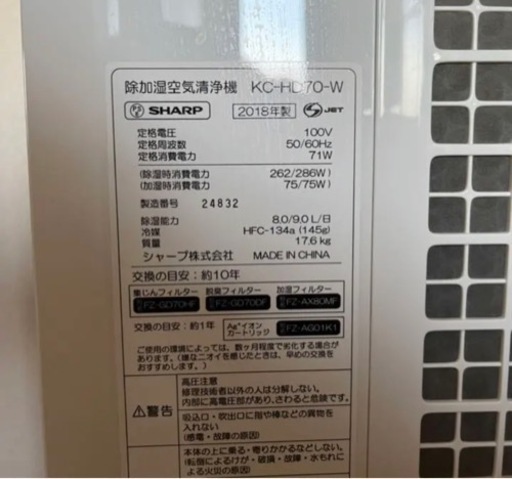 除加湿空気清浄機 KC-HD70-W
SHARP 2018年製 JET
定格電圧 100V
定格周波数 50/60Hz
定格消費電力 71W
(除湿時消費電力 262/286W)
(加湿時消費電力 75/75W)
製造番号 24832
除湿能力 8.0/9.0L/日
冷媒 HFC-134a (145g)
質量 17.6kg
シャープ株式会社 MADE IN CHINA
交換の目安:約10年
集じんフィルター 脱臭フィルター 加湿フィルター
FZ-GD70HF FZ-GD70DF FZ-AX80MF
交換の目安:約1年 Ag+イオンカートリッジ FZ-AG01K1
ご使用の環境によっては、数ヶ月程度で劣化する場合が
あります。(嫌なニオイを感じたときは、早めの交換を
おすすめします)
高圧注意
修理技術者以外の人は分解しない。
内部に高電圧部があり、さわると危険です。
⚠警告
吸込口・吹出口に指や棒などの異物を
入れない
(感電・故障の原因)
本体の上に乗る・寄りかかるなどしない。
(転倒によるけが・破損・故障・水もれに
よる火災の原因)